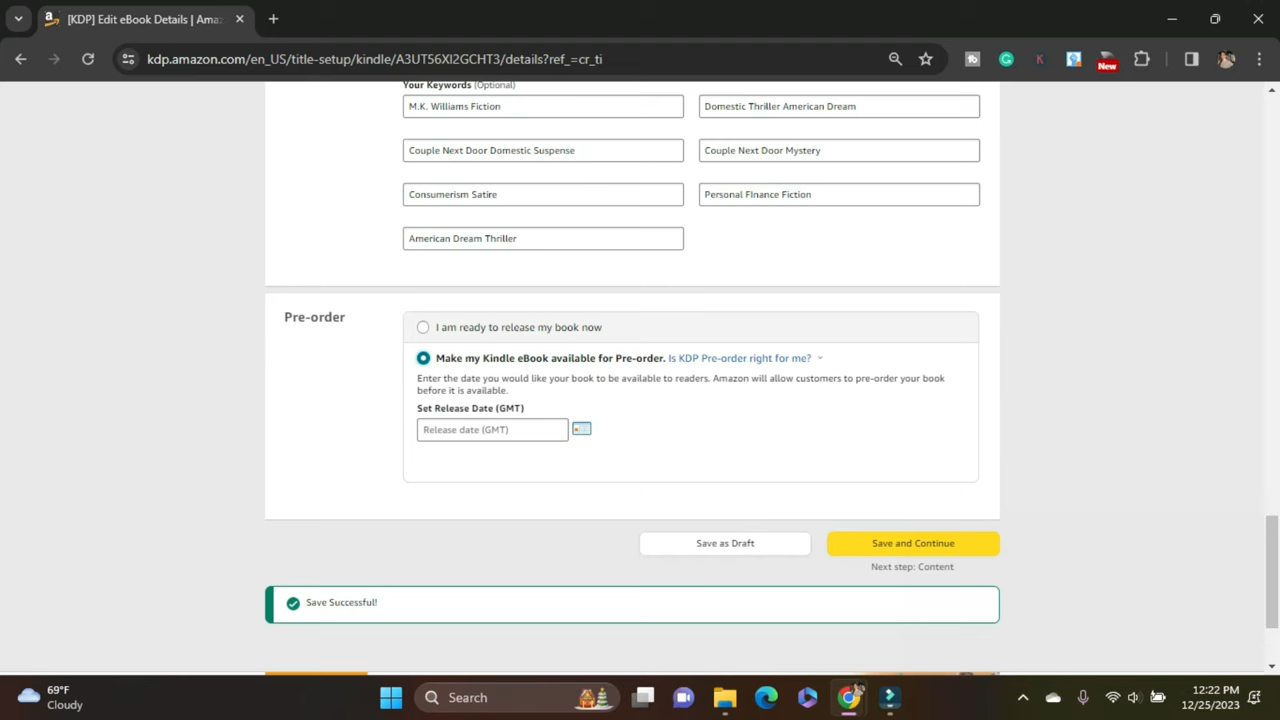 [KDP] Edit eBook Details | Ama
kdp.amazon.com/en_US/title-setup/kindle/A3UT56XI2GCHT3/details?ref_=cr_ti
New
Your Keywords (Optional)
M.K. Williams Fiction
Domestic Thriller American Dream
Couple Next Door Domestic Suspense
Couple Next Door Mystery
Consumerism Satire
Personal FInance Fiction
American Dream Thriller
Pre-order
I am ready to release my book now
Make my Kindle eBook available for Pre-order. Is KDP Pre-order right for me?
Enter the date you would like your book to be available to readers. Amazon will allow customers to pre-order your book
before it is available.
Set Release Date (GMT)
Release date (GMT)
Save as Draft
Save and Continue
Next step: Content
Save Successful!
69°F
Cloudy
Search
12:22 PM
12/25/2023